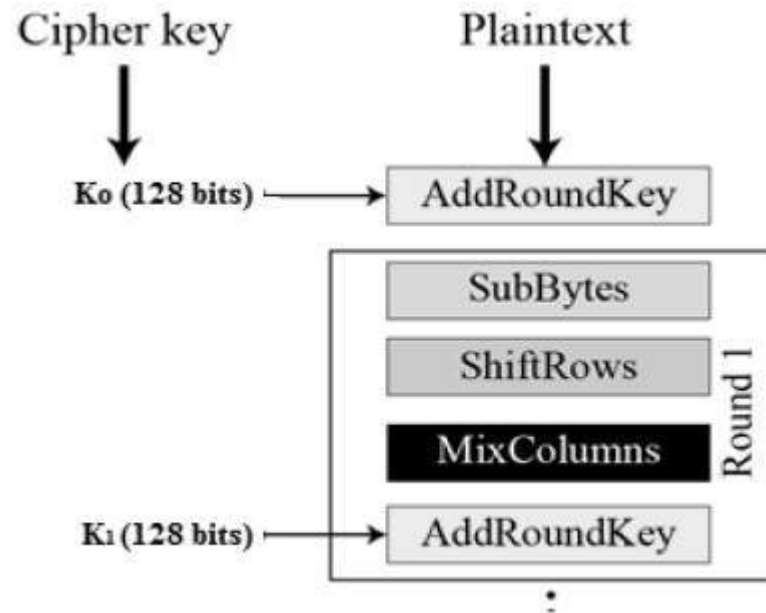 Cipher key
Plaintext
K0 (128 bits)
AddRoundKey
SubBytes
ShiftRows
MixColumns
Round 1
K1 (128 bits)
AddRoundKey